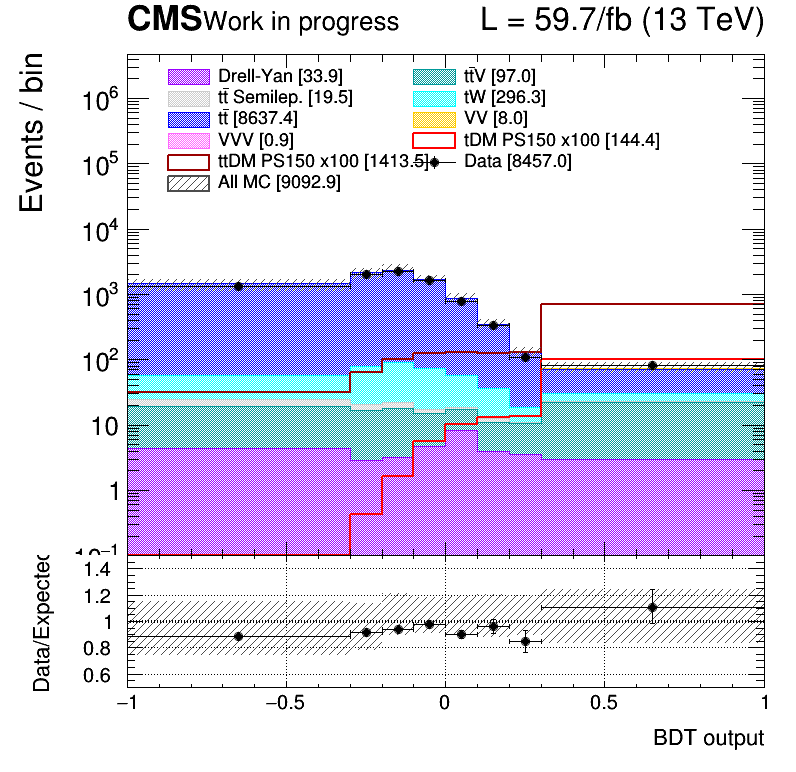 CMS Work in progress L = 59.7/fb (13 TeV)
Events / bin
Drell-Yan [33.9] tt̄V [97.0]
tt̄ Semilep. [19.5] tW [296.3]
tt̄ [8637.4] VV [8.0]
VVV [0.9] tDM PS150 x100 [144.4]
ttDM PS150 x100 [1413.5] Data [8457.0]
All MC [9092.9]
10⁶
10⁵
10⁴
10³
10²
10
1
10⁻¹
Data/Expected
1.4
1.2
1
0.8
0.6
−1 −0.5 0 0.5 1
BDT output